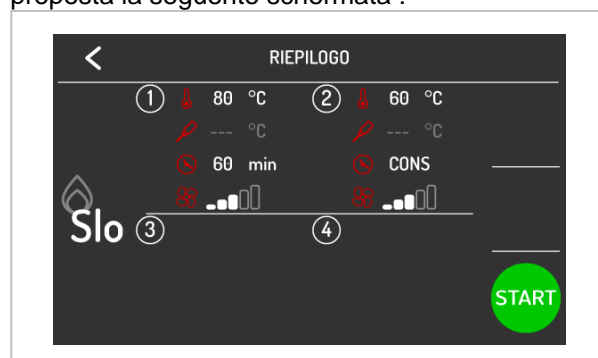 proposta la seguente schermata :
RIEPILOGO
1 80 °C 2 60 °C
--- °C --- °C
60 min CONS
Slo 3 4
START